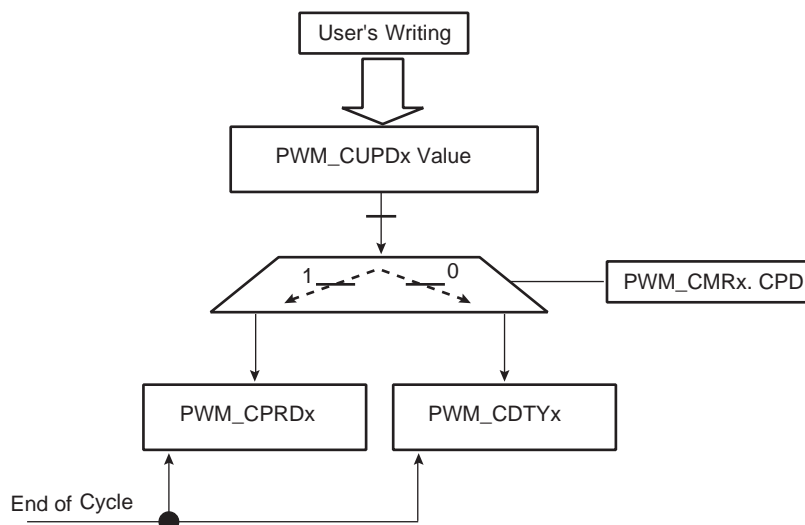 User's Writing
PWM_CUPDx Value
1
0
PWM_CMRx. CPD
PWM_CPRDx
PWM_CDTYx
End of Cycle